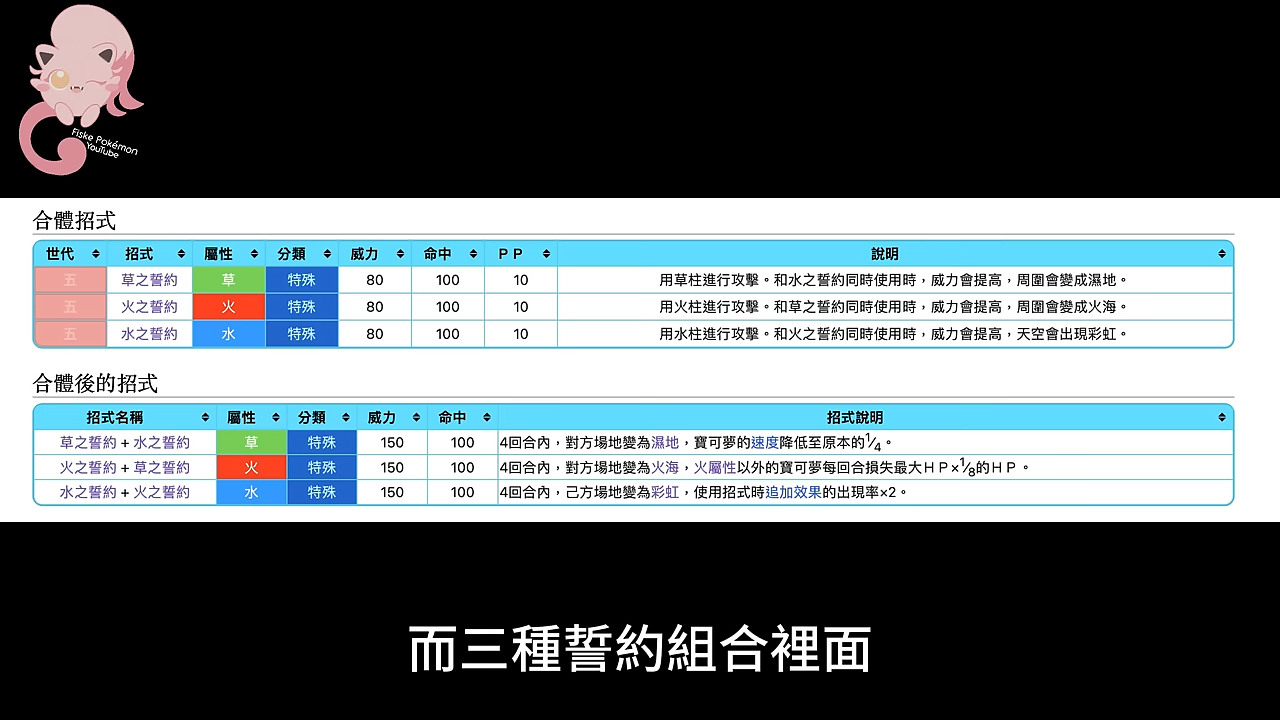 Fiske Pokémon
YouTube
合體招式
世代 招式 屬性 分類 威力 命中 PP 說明
五 草之誓約 草 特殊 80 100 10 用草柱進行攻擊。和水之誓約同時使用時，威力會提高，周圍會變成濕地。
五 火之誓約 火 特殊 80 100 10 用火柱進行攻擊。和草之誓約同時使用時，威力會提高，周圍會變成火海。
五 水之誓約 水 特殊 80 100 10 用水柱進行攻擊。和火之誓約同時使用時，威力會提高，天空會出現彩虹。
合體後的招式
招式名稱 屬性 分類 威力 命中 招式說明
草之誓約 + 水之誓約 草 特殊 150 100 4回合內，對方場地變為濕地，寶可夢的速度降低至原本的1⁄4。
火之誓約 + 草之誓約 火 特殊 150 100 4回合內，對方場地變為火海，火屬性以外的寶可夢每回合損失最大ＨＰ×1⁄8的ＨＰ。
水之誓約 + 火之誓約 水 特殊 150 100 4回合內，己方場地變為彩虹，使用招式時追加效果的出現率×2。
而三種誓約組合裡面